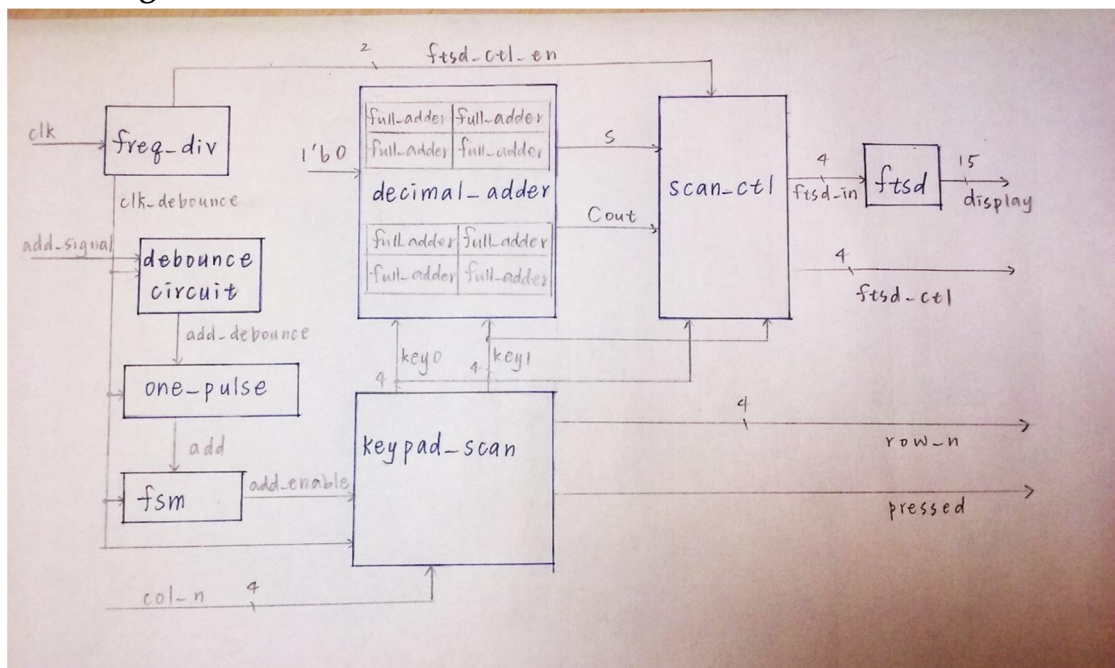 2
ftsd_ctl_en
clk
freq_div
clk_debounce
add_signal
debounce
circuit
add_debounce
one_pulse
add
fsm
add_enable
col_n
4
1'b0
full_adder full_adder
full_adder full_adder
decimal_adder
full_adder full_adder
full_adder full_adder
S
Cout
key0
4
key1
4
keypad_scan
scan_ctl
4
ftsd_in
ftsd
15
display
4
ftsd_ctl
4
row_n
pressed